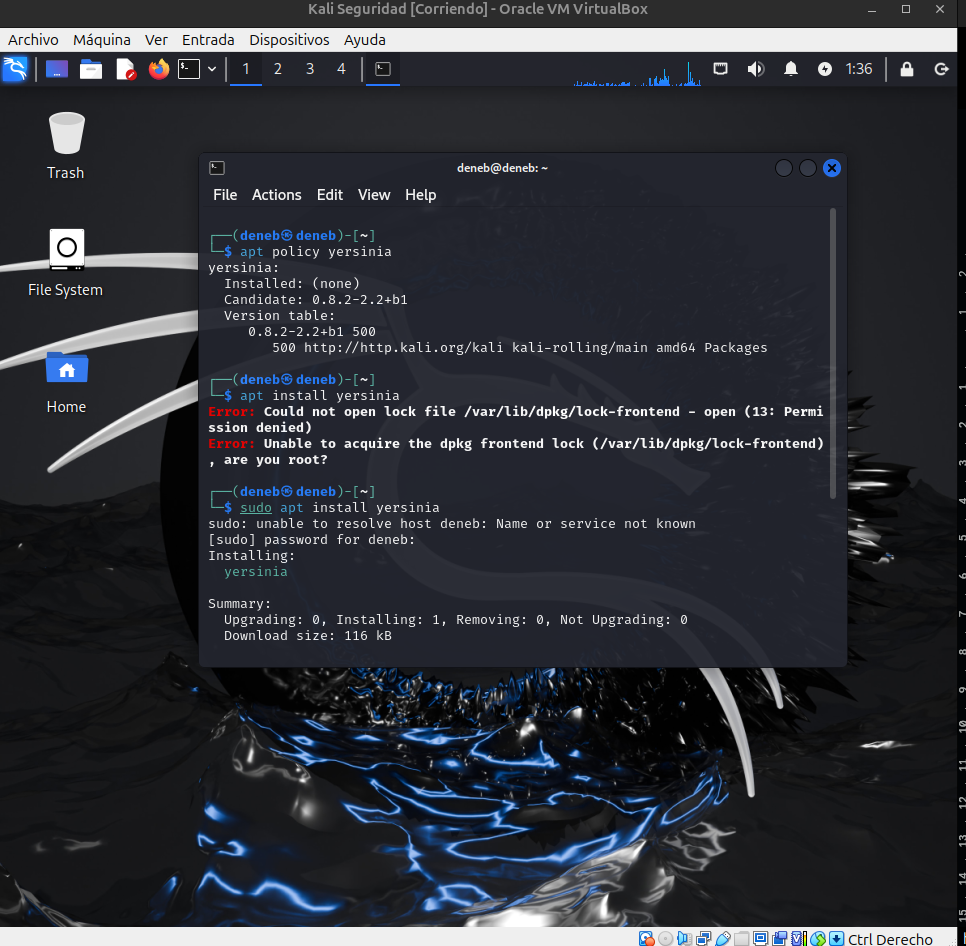 Kali Seguridad [Corriendo] - Oracle VM VirtualBox
Archivo Máquina Ver Entrada Dispositivos Ayuda
1 2 3 4 1:36
Trash
File System
Home
deneb@deneb: ~
File Actions Edit View Help
┌──(deneb㉿deneb)-[~]
└─$ apt policy yersinia
yersinia:
  Installed: (none)
  Candidate: 0.8.2-2.2+b1
  Version table:
     0.8.2-2.2+b1 500
        500 http://http.kali.org/kali kali-rolling/main amd64 Packages
┌──(deneb㉿deneb)-[~]
└─$ apt install yersinia
Error: Could not open lock file /var/lib/dpkg/lock-frontend - open (13: Permi
ssion denied)
Error: Unable to acquire the dpkg frontend lock (/var/lib/dpkg/lock-frontend)
, are you root?
┌──(deneb㉿deneb)-[~]
└─$ sudo apt install yersinia
sudo: unable to resolve host deneb: Name or service not known
[sudo] password for deneb:
Installing:
  yersinia
Summary:
  Upgrading: 0, Installing: 1, Removing: 0, Not Upgrading: 0
  Download size: 116 kB
Ctrl Derecho